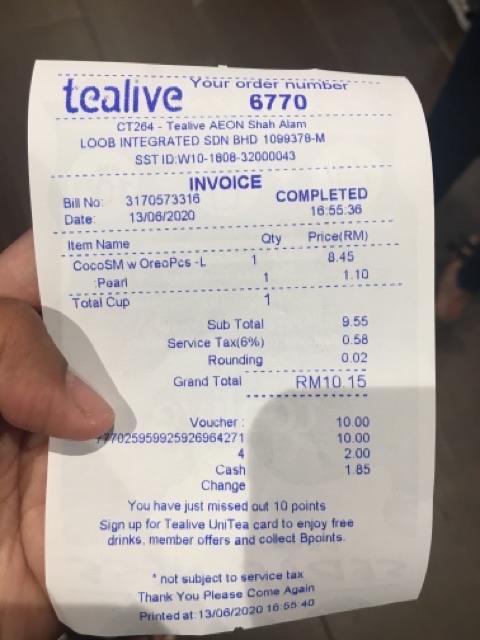 tealive
Your order number
6770
CT264 - Tealive AEON Shah Alam
LOOB INTEGRATED SDN BHD 1099378-M
SST ID:W10-1808-32000043
INVOICE
Bill No: 3170573316 COMPLETED
Date: 13/06/2020 16:55:36
Item Name Qty Price(RM)
CocoSM w OreoPcs -L 1 8.45
:Pearl 1 1.10
Total Cup 1
Sub Total 9.55
Service Tax(6%) 0.58
Rounding 0.02
Grand Total RM10.15
Voucher : 10.00
77025959925926964271 10.00
4 2.00
Cash 1.85
Change
You have just missed out 10 points
Sign up for Tealive UniTea card to enjoy free
drinks, member offers and collect Bpoints.
* not subject to service tax
Thank You Please Come Again
Printed at:13/06/2020 16:55:40